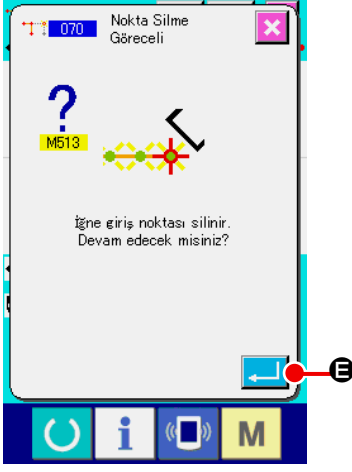 070
Nokta Silme
Göreceli
?
M513
İğne giriş noktası silinir.
Devam edecek misiniz?
E
i
M